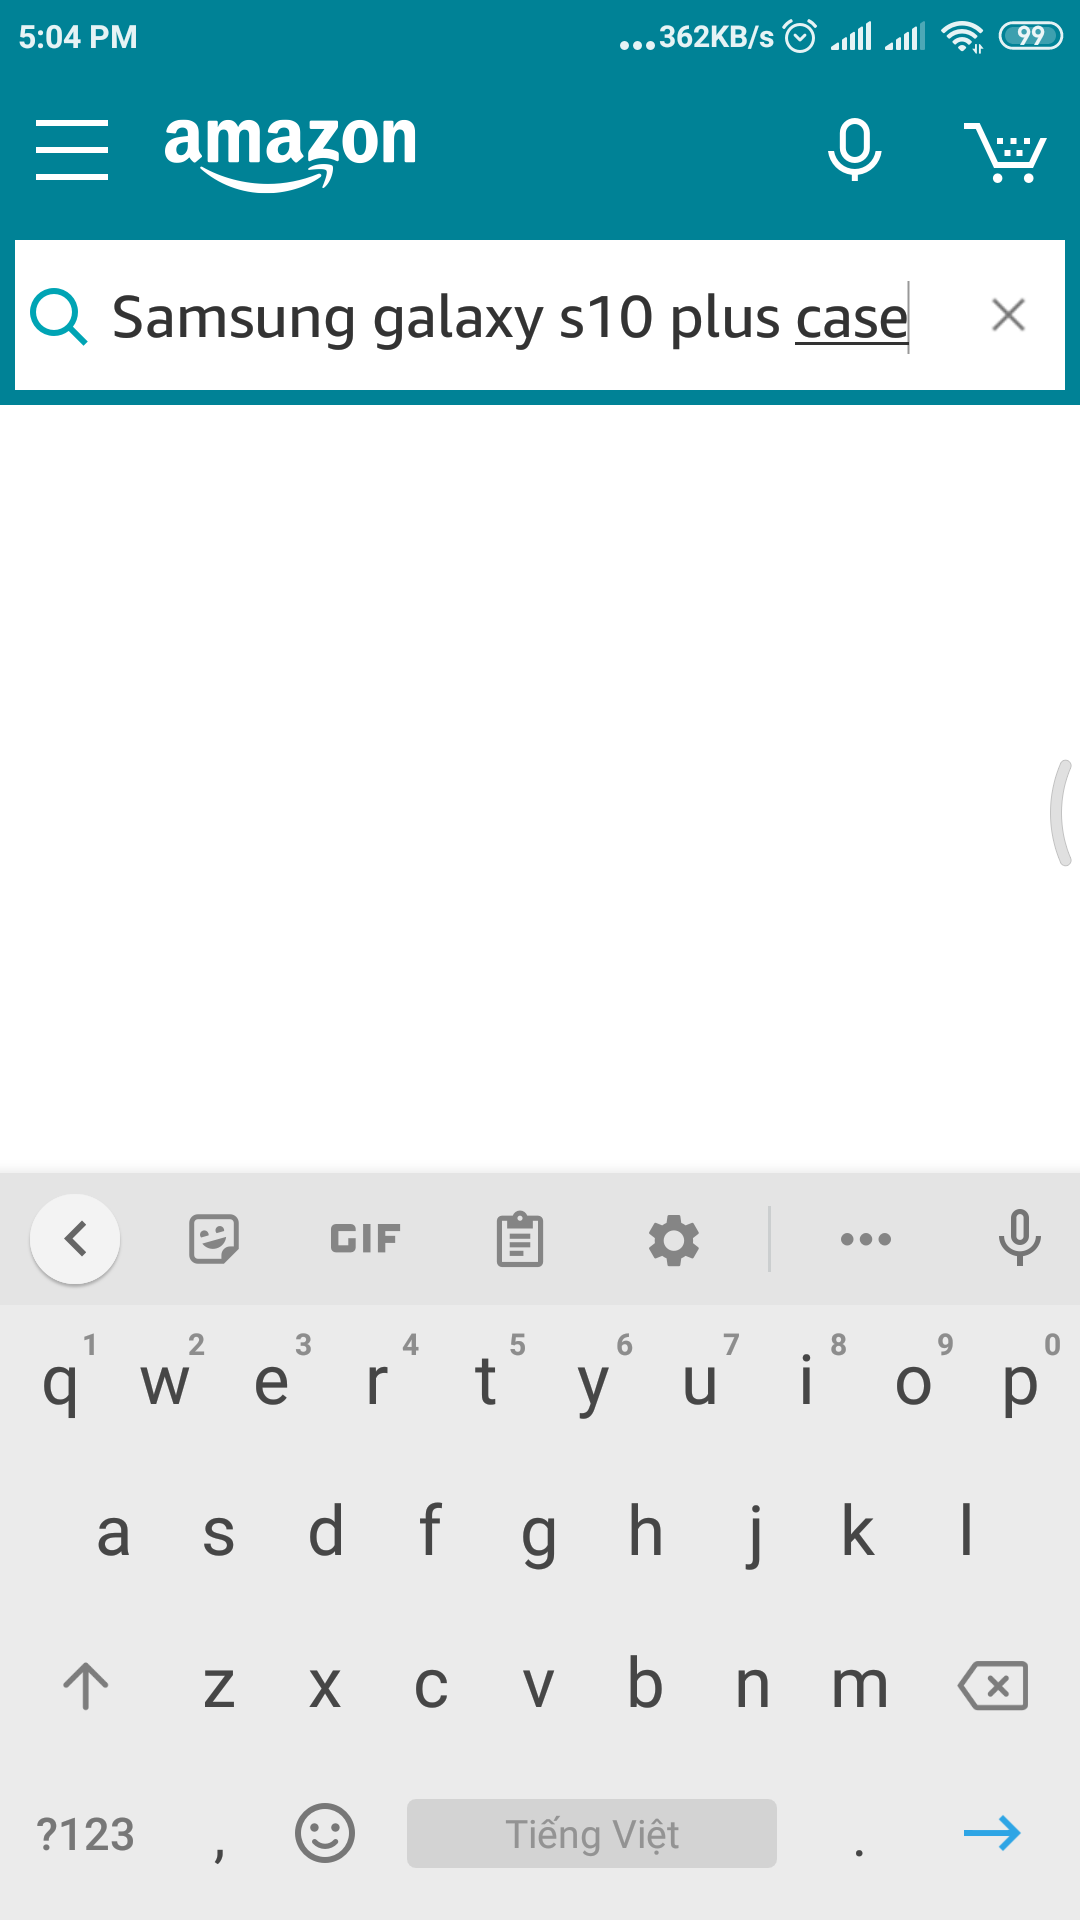 5:04 PM
...362KB/s 99
amazon
Samsung galaxy s10 plus case
GIF
1 2 3 4 5 6 7 8 9 0
q w e r t y u i o p
a s d f g h j k l
z x c v b n m
?123 , Tiếng Việt .